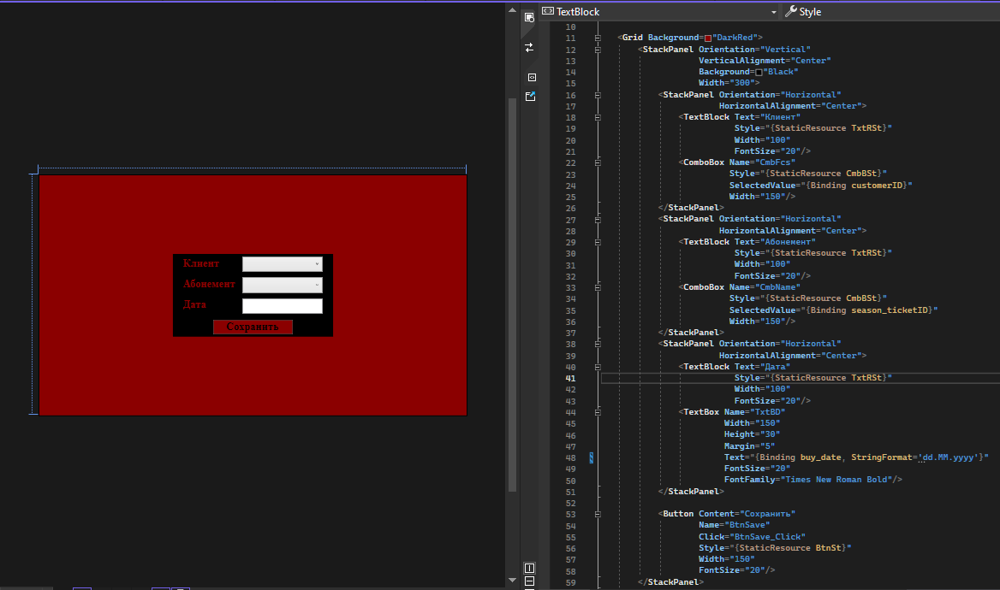 TextBlock
Style
Клиент
Абонемент
Дата
Сохранить
10
11 <Grid Background="DarkRed">
12 <StackPanel Orientation="Vertical"
13 VerticalAlignment="Center"
14 Background="Black"
15 Width="300">
16 <StackPanel Orientation="Horizontal"
17 HorizontalAlignment="Center">
18 <TextBlock Text="Клиент"
19 Style="{StaticResource TxtRSt}"
20 Width="100"
21 FontSize="20"/>
22 <ComboBox Name="CmbFcs"
23 Style="{StaticResource CmbBSt}"
24 SelectedValue="{Binding customerID}"
25 Width="150"/>
26 </StackPanel>
27 <StackPanel Orientation="Horizontal"
28 HorizontalAlignment="Center">
29 <TextBlock Text="Абонемент"
30 Style="{StaticResource TxtRSt}"
31 Width="100"
32 FontSize="20"/>
33 <ComboBox Name="CmbName"
34 Style="{StaticResource CmbBSt}"
35 SelectedValue="{Binding season_ticketID}"
36 Width="150"/>
37 </StackPanel>
38 <StackPanel Orientation="Horizontal"
39 HorizontalAlignment="Center">
40 <TextBlock Text="Дата"
41 Style="{StaticResource TxtRSt}"
42 Width="100"
43 FontSize="20"/>
44 <TextBox Name="TxtBD"
45 Width="150"
46 Height="30"
47 Margin="5"
48 Text="{Binding buy_date, StringFormat='dd.MM.yyyy'}"
49 FontSize="20"
50 FontFamily="Times New Roman Bold"/>
51 </StackPanel>
52
53 <Button Content="Сохранить"
54 Name="BtnSave"
55 Click="BtnSave_Click"
56 Style="{StaticResource BtnSt}"
57 Width="150"
58 FontSize="20"/>
59 </StackPanel>